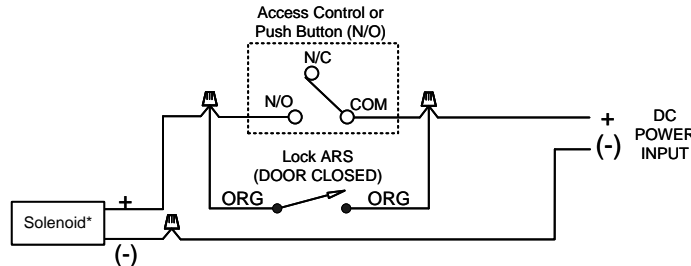 Access Control or
Push Button (N/O)
N/C
N/O
COM
+
DC
POWER
INPUT
(-)
Lock ARS
(DOOR CLOSED)
ORG
ORG
+
Solenoid*
(-)